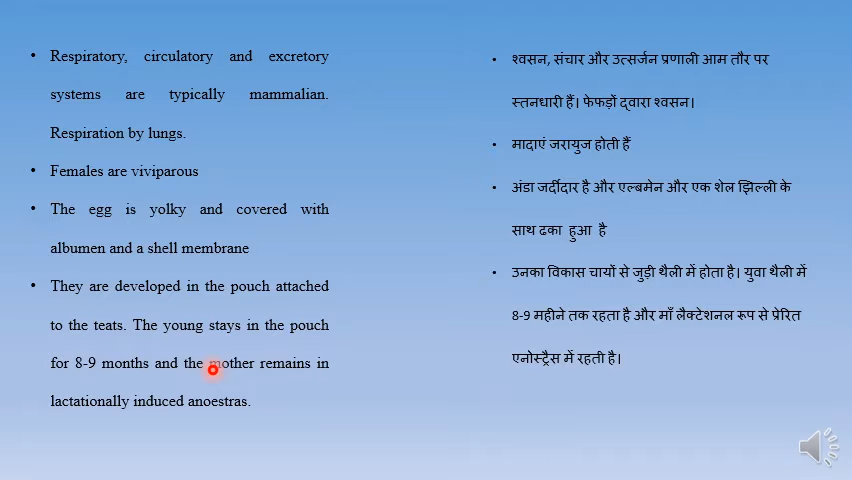 • Respiratory, circulatory and excretory
systems are typically mammalian.
Respiration by lungs.
• Females are viviparous
• The egg is yolky and covered with
albumen and a shell membrane
• They are developed in the pouch attached
to the teats. The young stays in the pouch
for 8-9 months and the mother remains in
lactationally induced anoestras.
• श्वसन, संचार और उत्सर्जन प्रणाली आम तौर पर
स्तनधारी हैं। फेफड़ों द्वारा श्वसन।
• मादाएं जरायुज होती हैं
• अंडा जर्दीदार है और एल्बमेन और एक शेल झिल्ली के
साथ ढका हुआ है
• उनका विकास चायों से जुड़ी थैली में होता है। युवा थैली में
8-9 महीने तक रहता है और माँ लैक्टेशनल रूप से प्रेरित
एनोस्ट्रैस में रहती है।